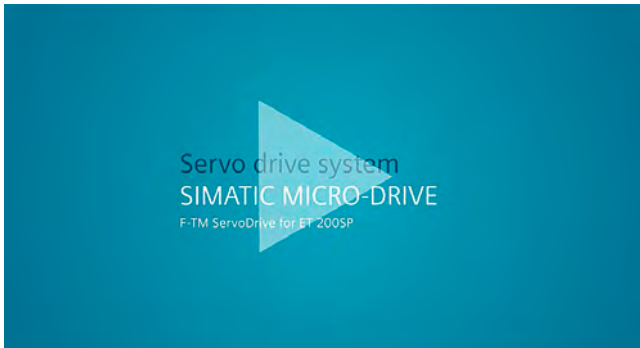 Servo drive system
SIMATIC MICRO-DRIVE
F-TM ServoDrive for ET 200SP